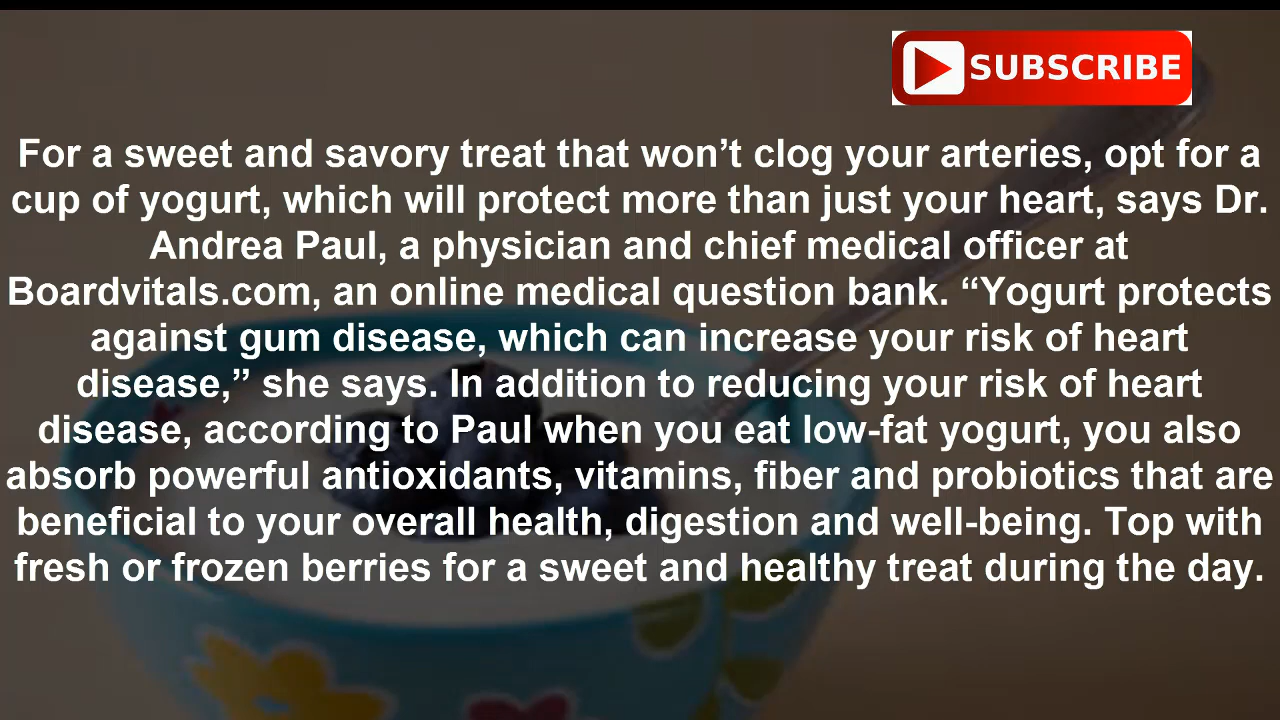 SUBSCRIBE
For a sweet and savory treat that won’t clog your arteries, opt for a
cup of yogurt, which will protect more than just your heart, says Dr.
Andrea Paul, a physician and chief medical officer at
Boardvitals.com, an online medical question bank. “Yogurt protects
against gum disease, which can increase your risk of heart
disease,” she says. In addition to reducing your risk of heart
disease, according to Paul when you eat low-fat yogurt, you also
absorb powerful antioxidants, vitamins, fiber and probiotics that are
beneficial to your overall health, digestion and well-being. Top with
fresh or frozen berries for a sweet and healthy treat during the day.